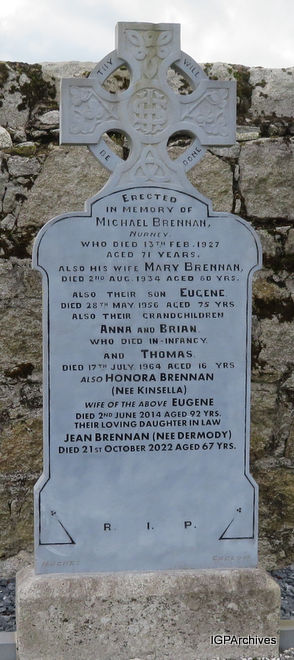 THY WILL
BE DONE
ERECTED
IN MEMORY OF
MICHAEL BRENNAN,
NURNEY,
WHO DIED 13TH FEB. 1927
AGED 71 YEARS,
ALSO HIS WIFE MARY BRENNAN,
DIED 2ND AUG. 1934 AGED 80 YRS.
ALSO THEIR SON EUGENE
DIED 28TH MAY. 1956 AGED 75 YRS
ALSO THEIR GRANDCHILDREN
ANNA AND BRIAN.
WHO DIED IN-INFANCY.
AND THOMAS.
DIED 17TH JULY. 1964 AGED 16 YRS
ALSO HONORA BRENNAN
(NEE KINSELLA)
WIFE OF THE ABOVE EUGENE
DIED 2ND JUNE 2014 AGED 92 YRS.
THEIR LOVING DAUGHTER IN LAW
JEAN BRENNAN (NEE DERMODY)
DIED 21ST OCTOBER 2022 AGED 67 YRS.
R. I. P.
HUGHES CARLOW
IGPArchives